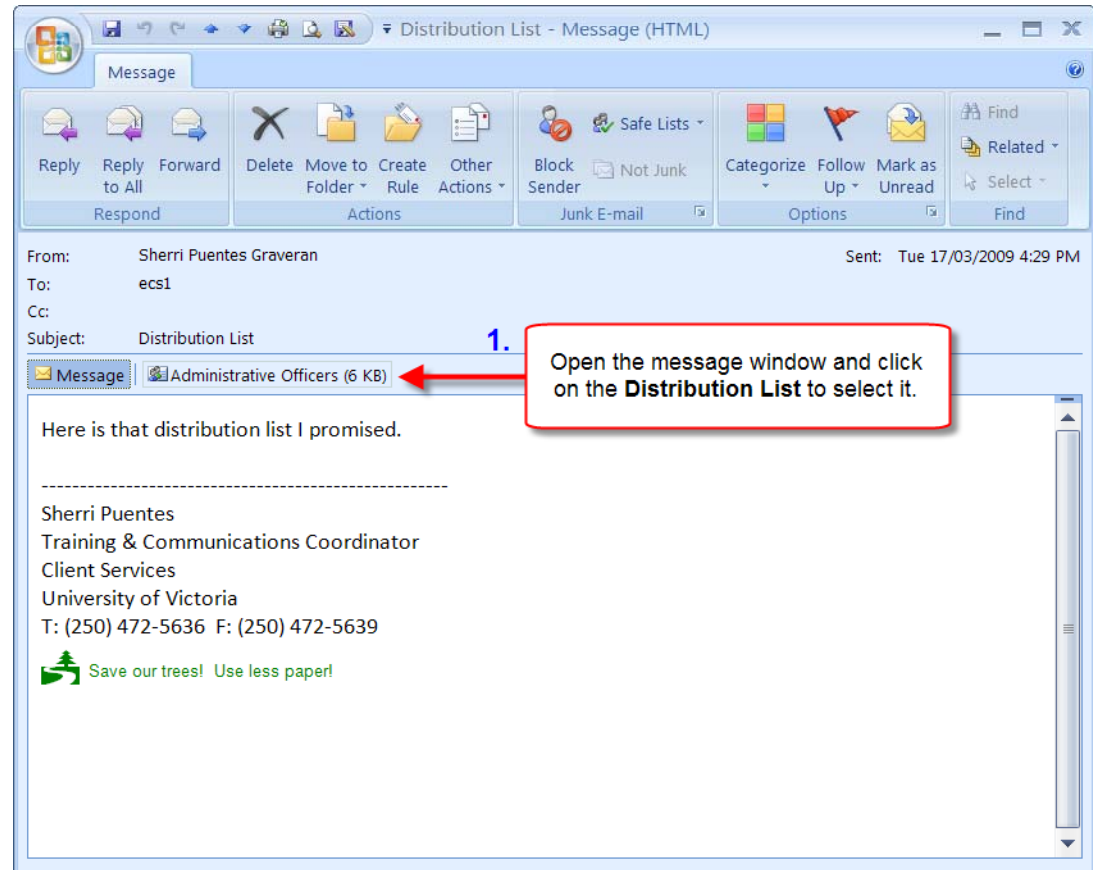 Distribution List - Message (HTML)
Message
Reply
Reply to All
Forward
Delete
Move to Folder
Create Rule
Other Actions
Block Sender
Safe Lists
Not Junk
Categorize
Follow Up
Mark as Unread
Find
Related
Select
Respond
Actions
Junk E-mail
Options
Find
From: Sherri Puentes Graveran
Sent: Tue 17/03/2009 4:29 PM
To: ecs1
Cc:
Subject: Distribution List
1.
Open the message window and click
on the Distribution List to select it.
Message
Administrative Officers (6 KB)
Here is that distribution list I promised.
----------------------------------------------------
Sherri Puentes
Training & Communications Coordinator
Client Services
University of Victoria
T: (250) 472-5636 F: (250) 472-5639
Save our trees! Use less paper!